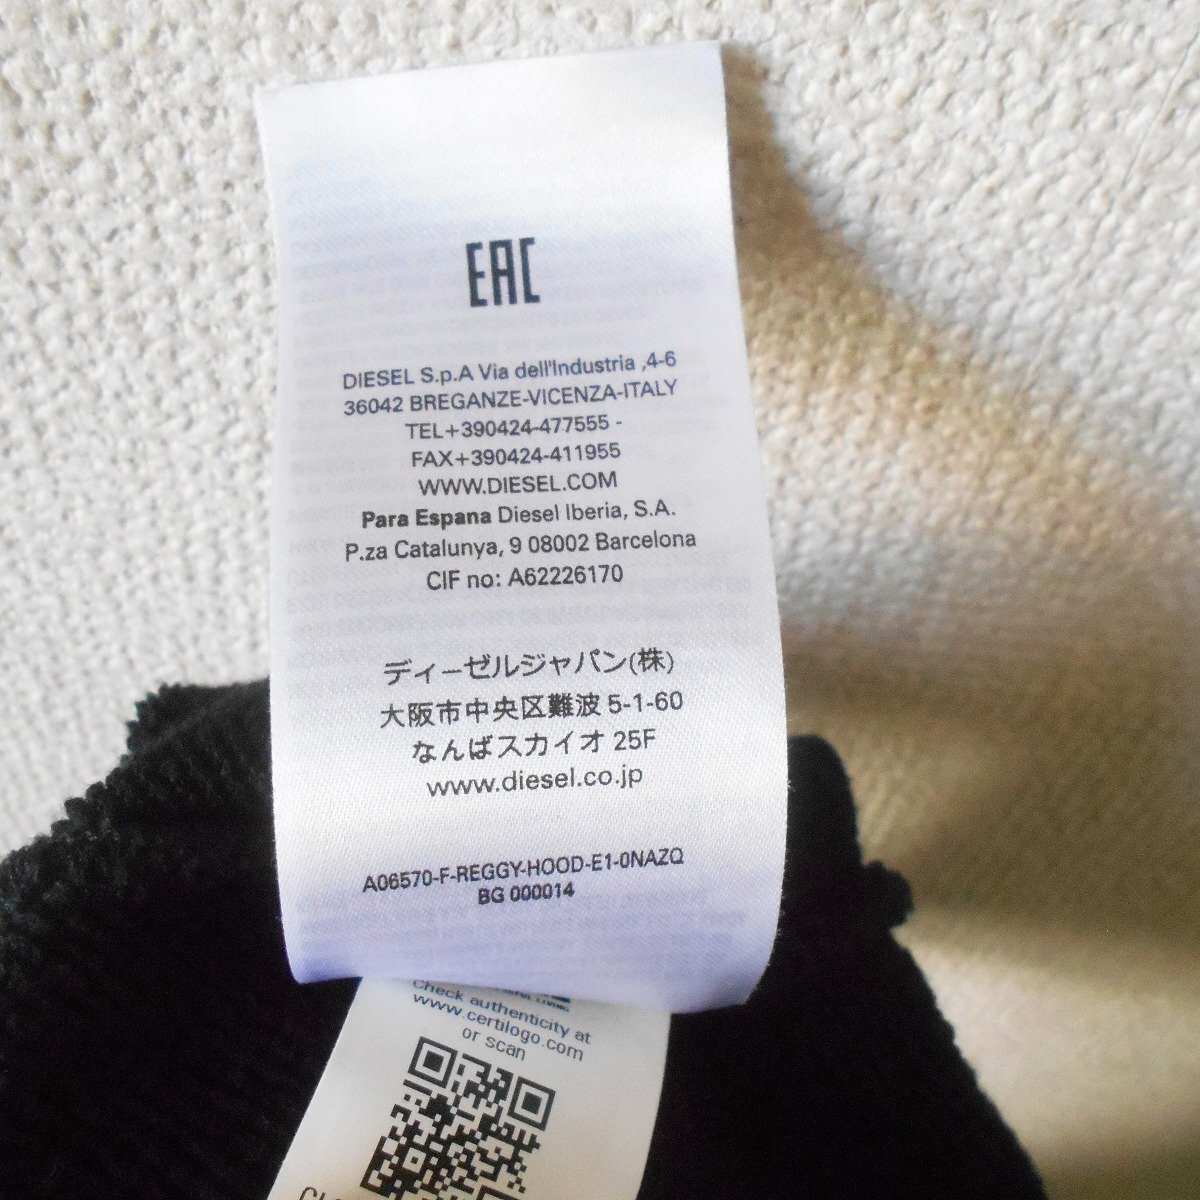 EAC
DIESEL S.p.A Via dell'Industria ,4-6
36042 BREGANZE-VICENZA-ITALY
TEL+390424-477555 -
FAX+390424-411955
WWW.DIESEL.COM
Para Espana Diesel Iberia, S.A.
P.za Catalunya, 9 08002 Barcelona
CIF no: A62226170
ディーゼルジャパン(株)
大阪市中央区難波 5-1-60
なんばスカイオ 25F
www.diesel.co.jp
A06570-F-REGGY-HOOD-E1-0NAZQ
BG 000014
Check authenticity at
www.certilogo.com
or scan